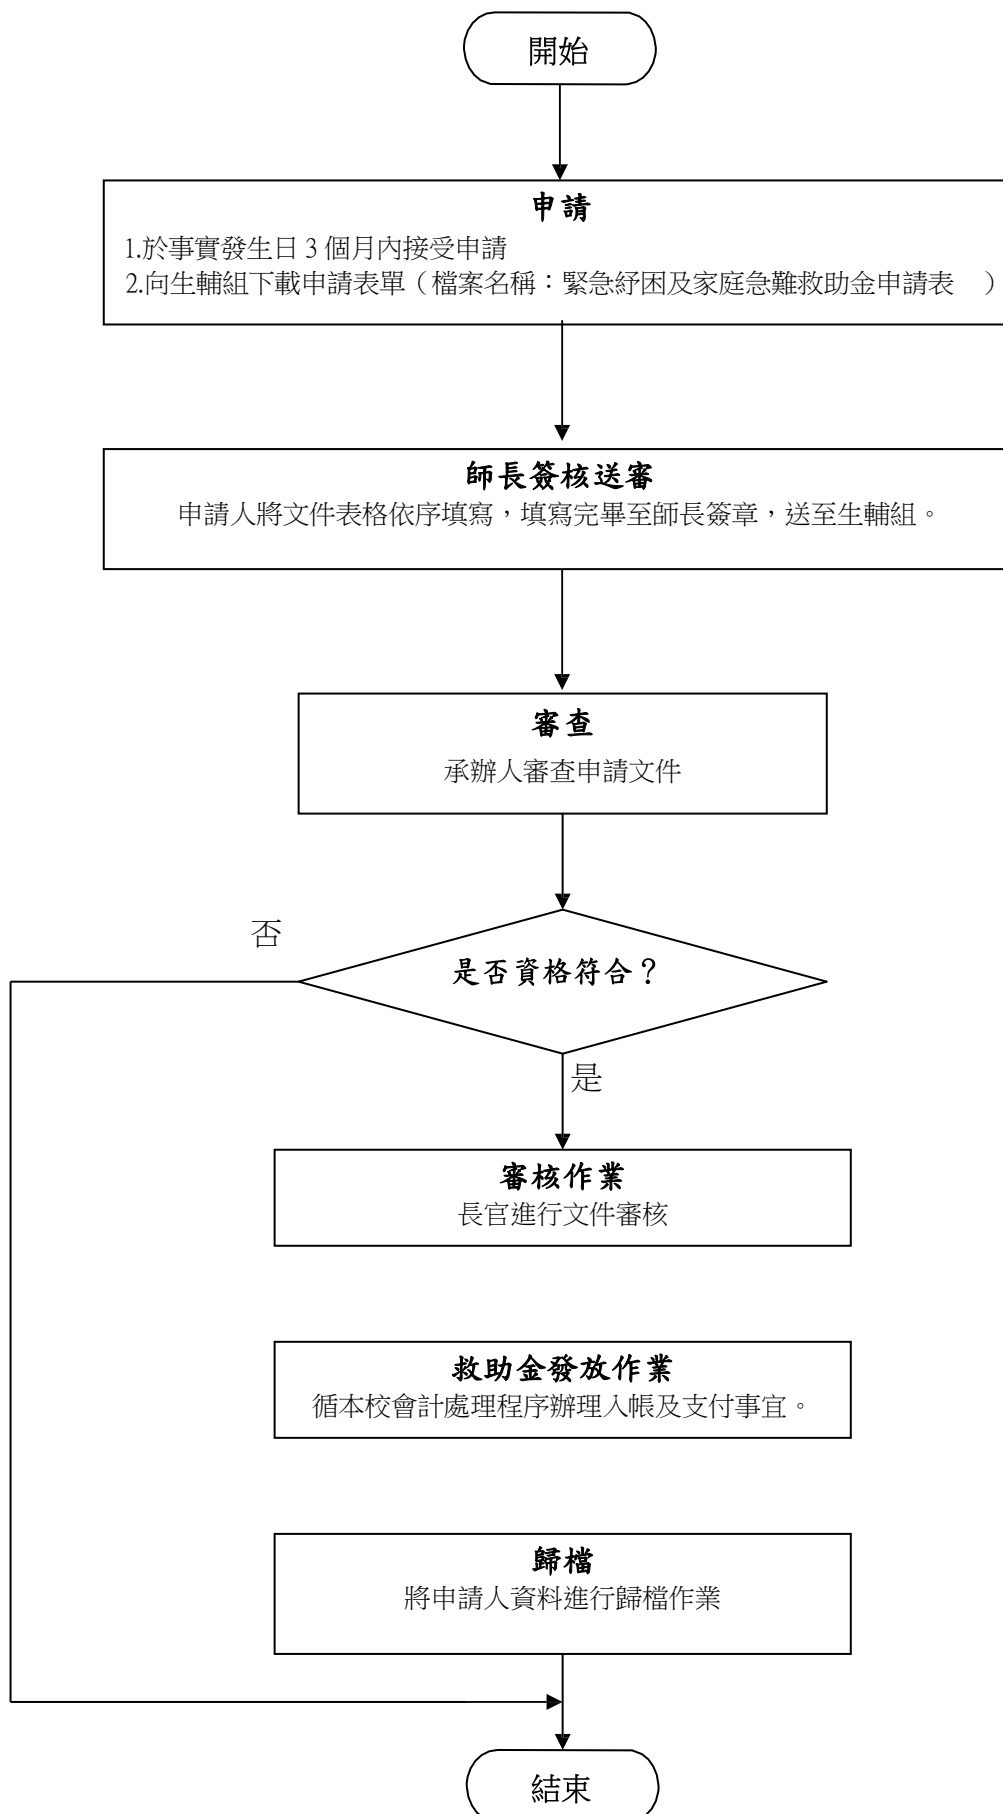 開始
申請
1.於事實發生日 3 個月內接受申請
2.向生輔組下載申請表單（檔案名稱：緊急紓困及家庭急難救助金申請表　）
師長簽核送審
申請人將文件表格依序填寫，填寫完畢至師長簽章，送至生輔組。
審查
承辦人審查申請文件
否
是否資格符合？
是
審核作業
長官進行文件審核
救助金發放作業
循本校會計處理程序辦理入帳及支付事宜。
歸檔
將申請人資料進行歸檔作業
結束